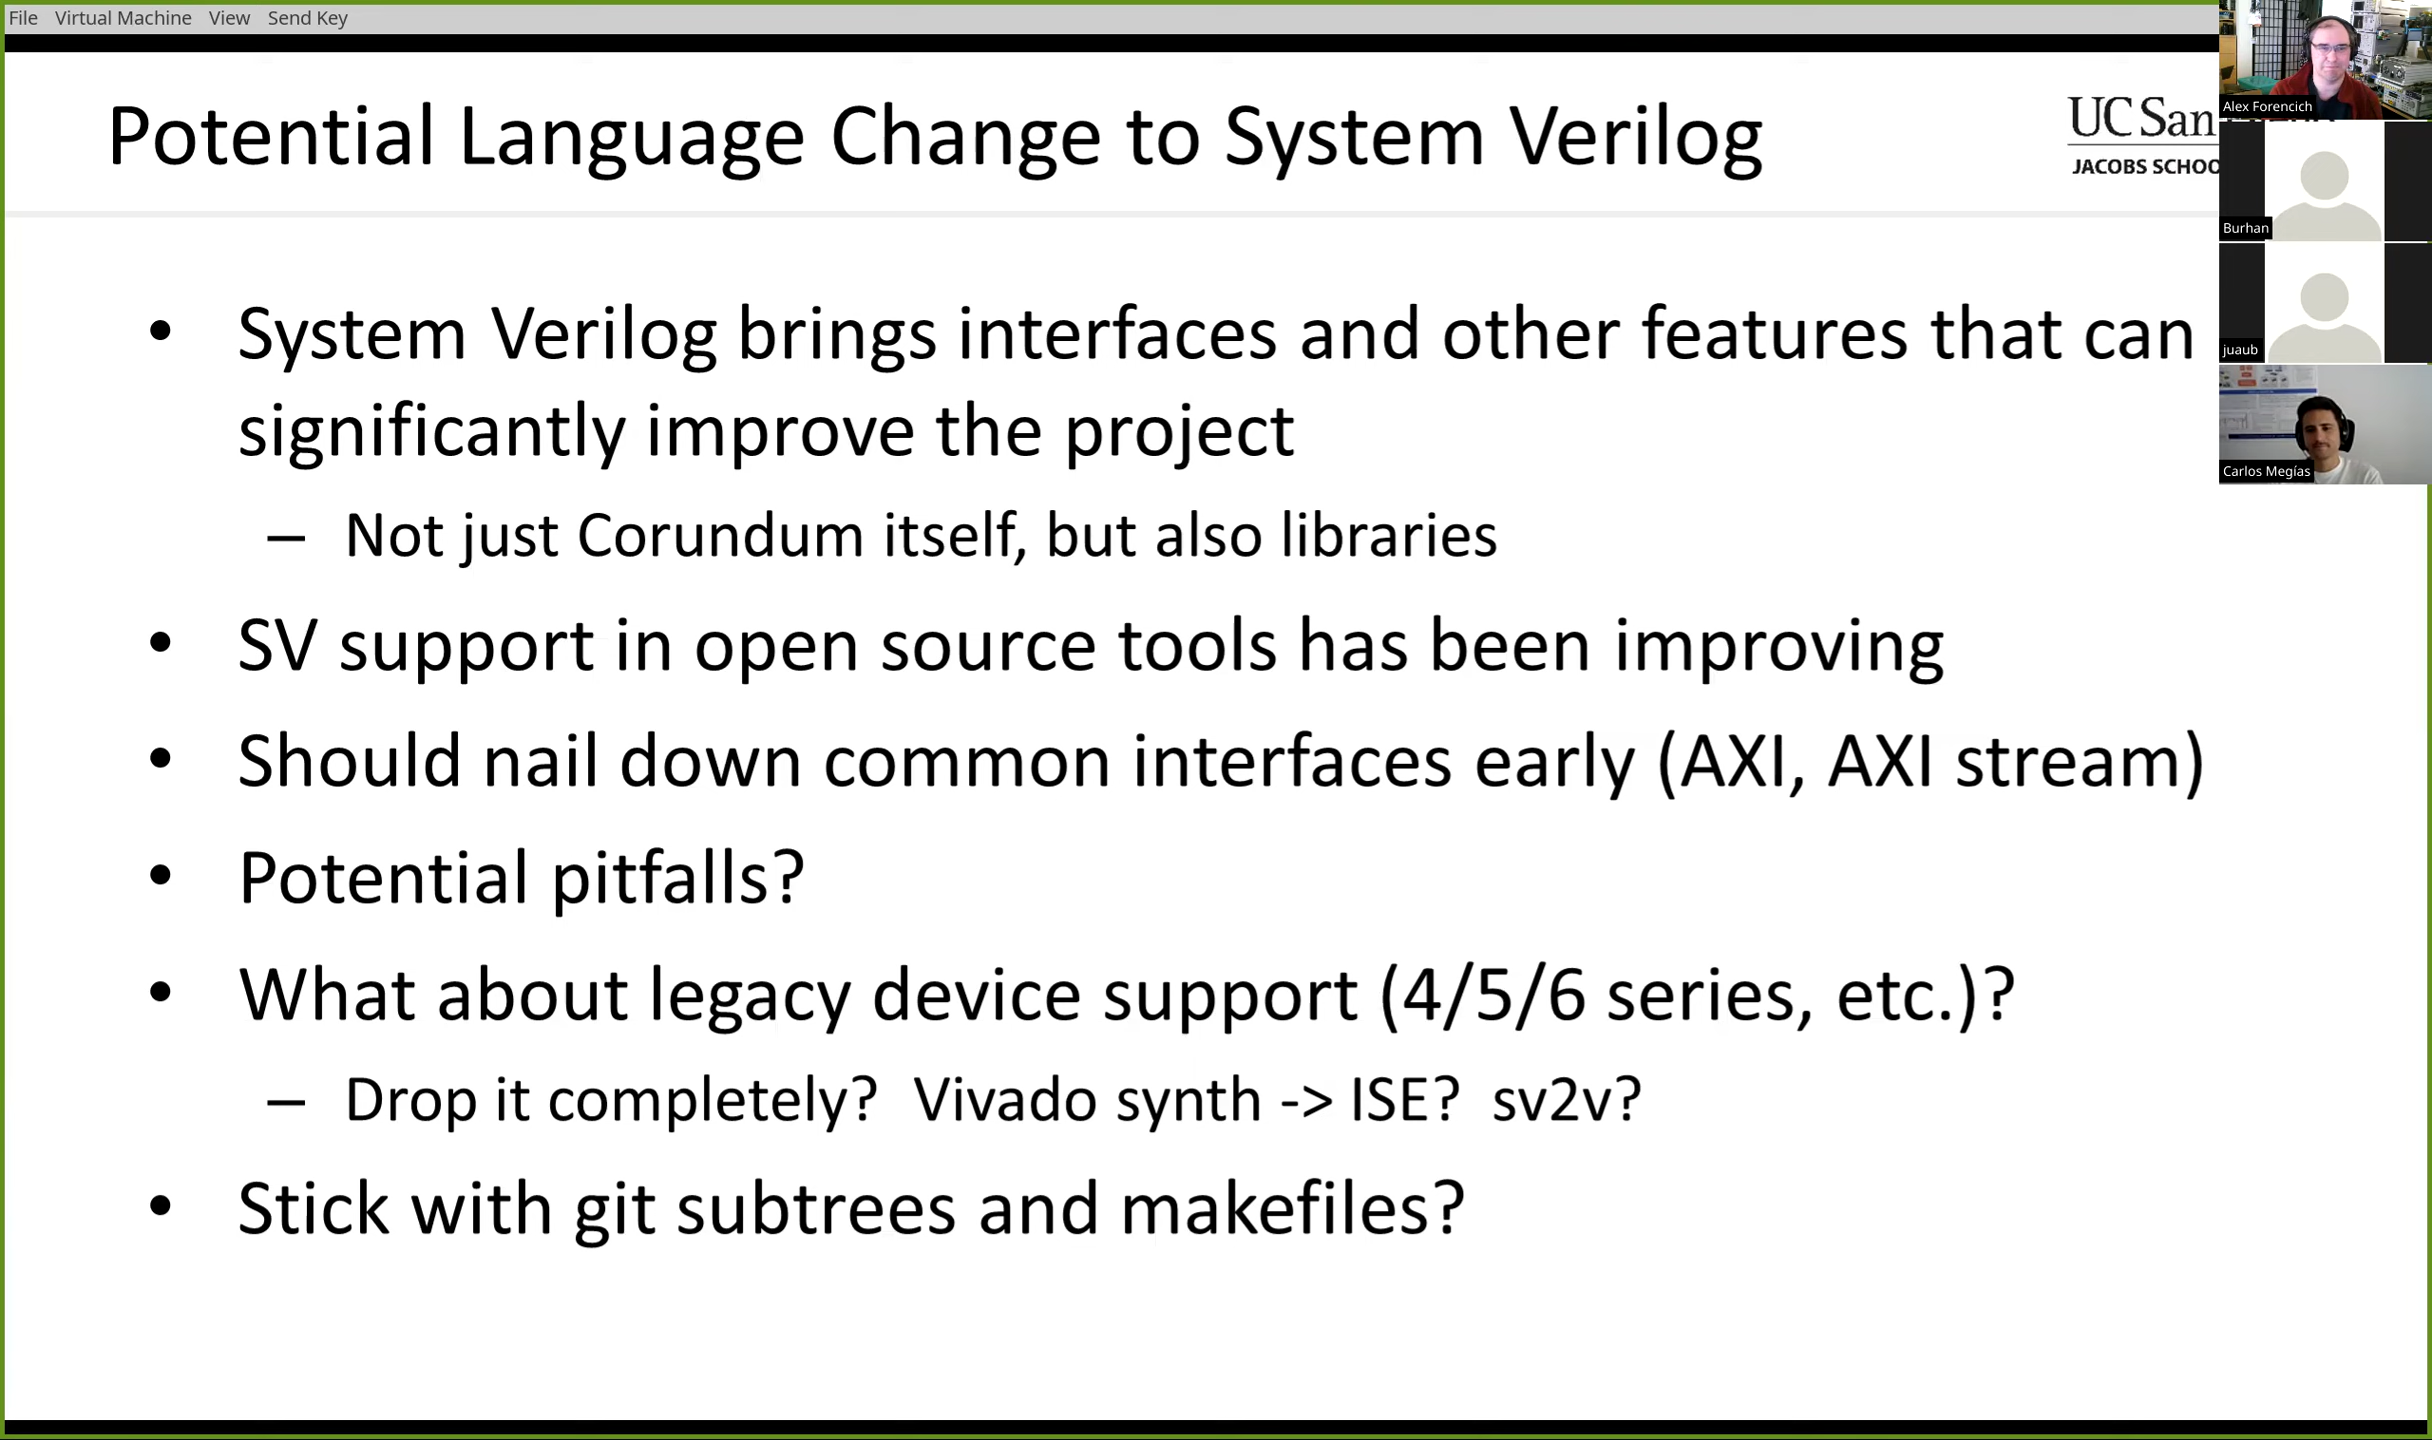 File Virtual Machine View Send Key
Potential Language Change to System Verilog
UC San
JACOBS SCHOO
Alex Forencich
Burhan
juaub
Carlos Megías
• System Verilog brings interfaces and other features that can
significantly improve the project
– Not just Corundum itself, but also libraries
• SV support in open source tools has been improving
• Should nail down common interfaces early (AXI, AXI stream)
• Potential pitfalls?
• What about legacy device support (4/5/6 series, etc.)?
– Drop it completely? Vivado synth -> ISE? sv2v?
• Stick with git subtrees and makefiles?